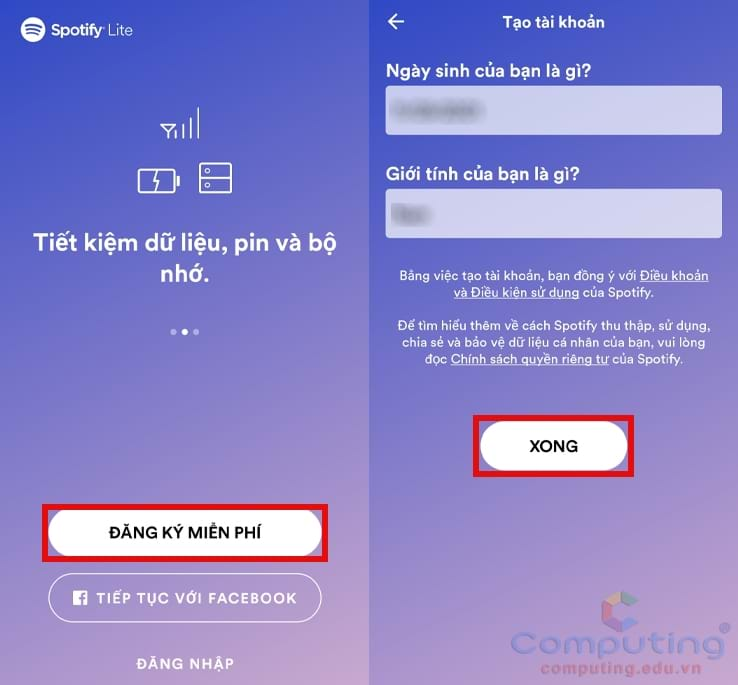 Spotify Lite
Tiết kiệm dữ liệu, pin và bộ
nhớ.
ĐĂNG KÝ MIỄN PHÍ
TIẾP TỤC VỚI FACEBOOK
ĐĂNG NHẬP
Tạo tài khoản
Ngày sinh của bạn là gì?
Giới tính của bạn là gì?
Bằng việc tạo tài khoản, bạn đồng ý với Điều khoản
và Điều kiện sử dụng của Spotify.
Để tìm hiểu thêm về cách Spotify thu thập, sử dụng,
chia sẻ và bảo vệ dữ liệu cá nhân của bạn, vui lòng
đọc Chính sách quyền riêng tư của Spotify.
XONG
Computing®
computing.edu.vn